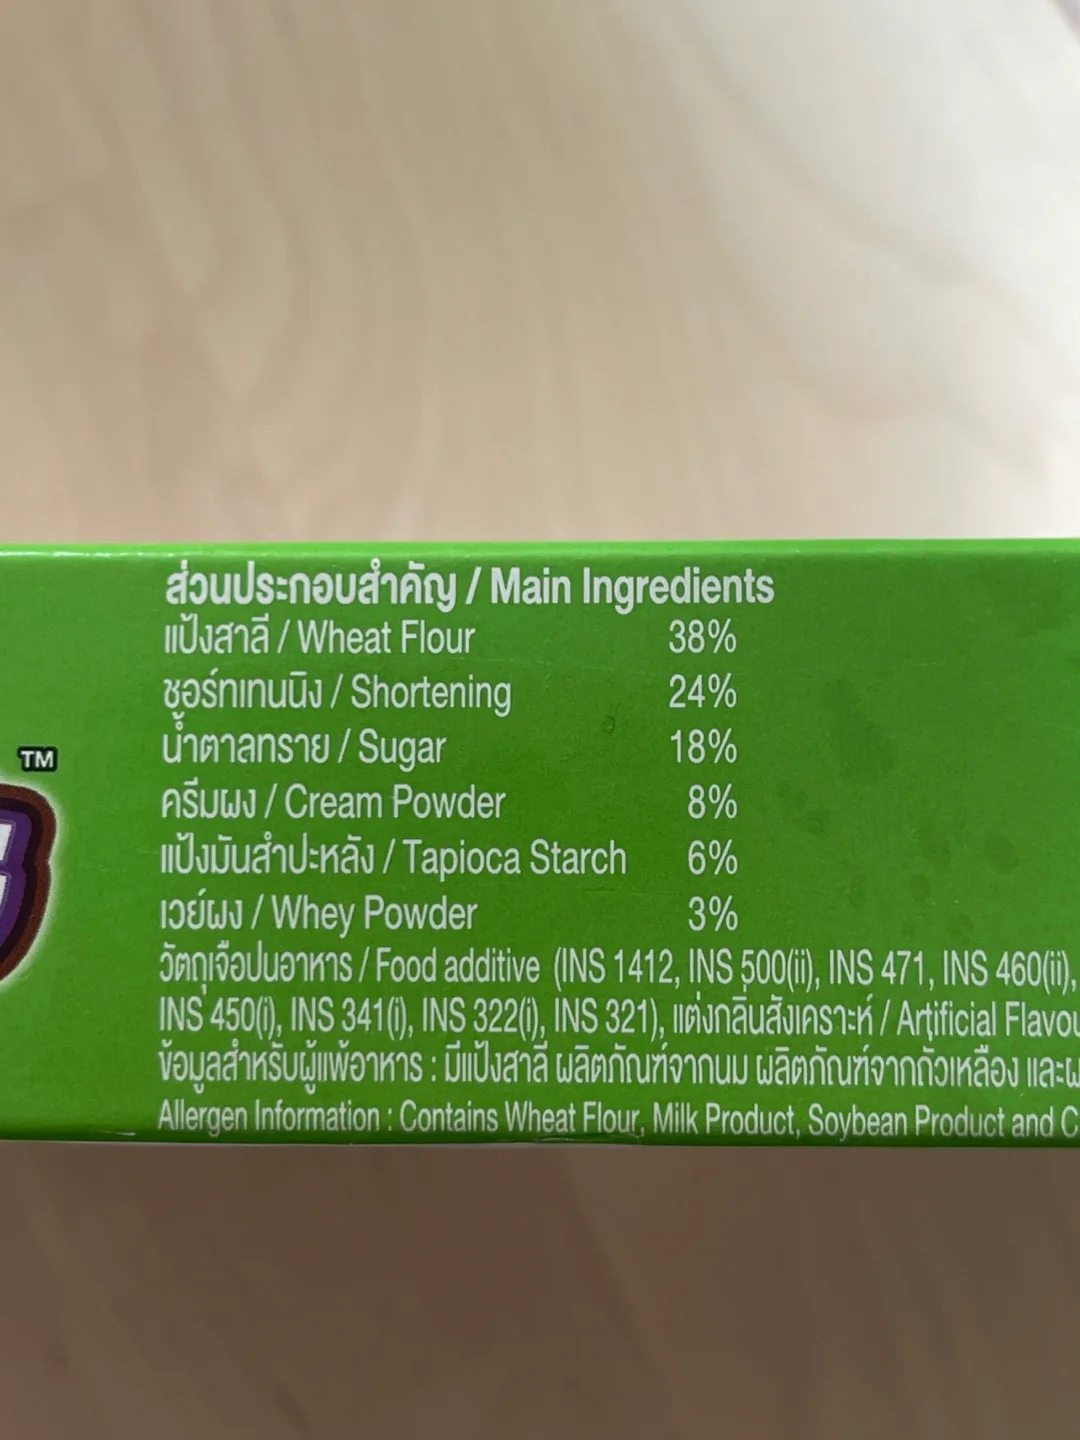 TM
ส่วนประกอบสำคัญ / Main Ingredients
แป้งสาลี / Wheat Flour 38%
ชอร์ทเทนนิง / Shortening 24%
น้ำตาลทราย / Sugar 18%
ครีมผง / Cream Powder 8%
แป้งมันสำปะหลัง / Tapioca Starch 6%
เวย์ผง / Whey Powder 3%
วัตถุเจือปนอาหาร / Food additive (INS 1412, INS 500(ii), INS 471, INS 460(ii),
INS 450(i), INS 341(i), INS 322(i), INS 321), แต่งกลิ่นสังเคราะห์ / Artificial
ข้อมูลสำหรับผู้แพ้อาหาร : มีแป้งสาลี ผลิตภัณฑ์จากนม ผลิตภัณฑ์จากถั่วเหลือง และ
Allergen Information : Contains Wheat Flour, Milk Product, Soybean Product and